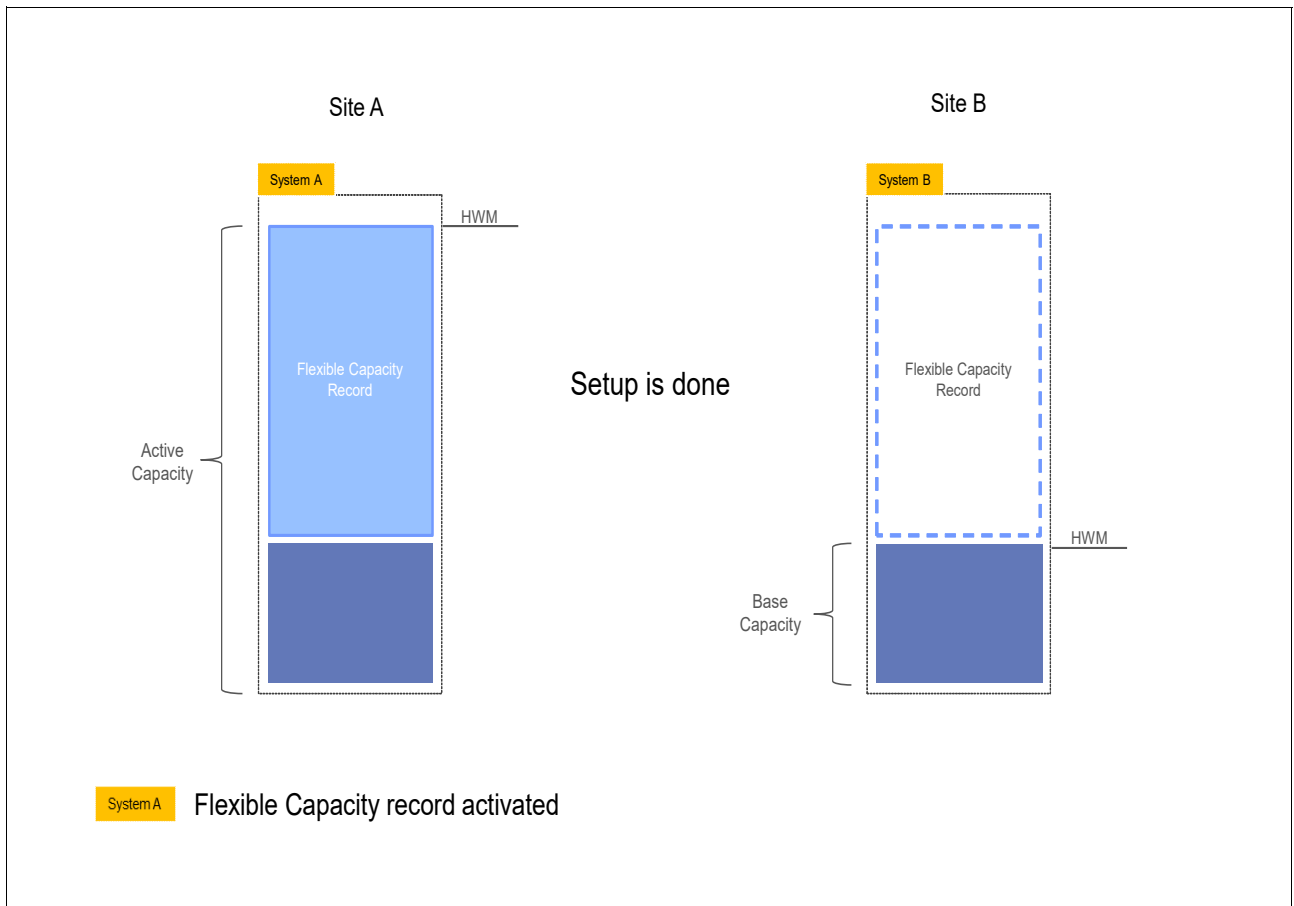 Site A
Site B
System A
System B
HWM
Flexible Capacity
Record
Flexible Capacity
Record
Setup is done
Active
Capacity
HWM
Base
Capacity
System A
Flexible Capacity record activated